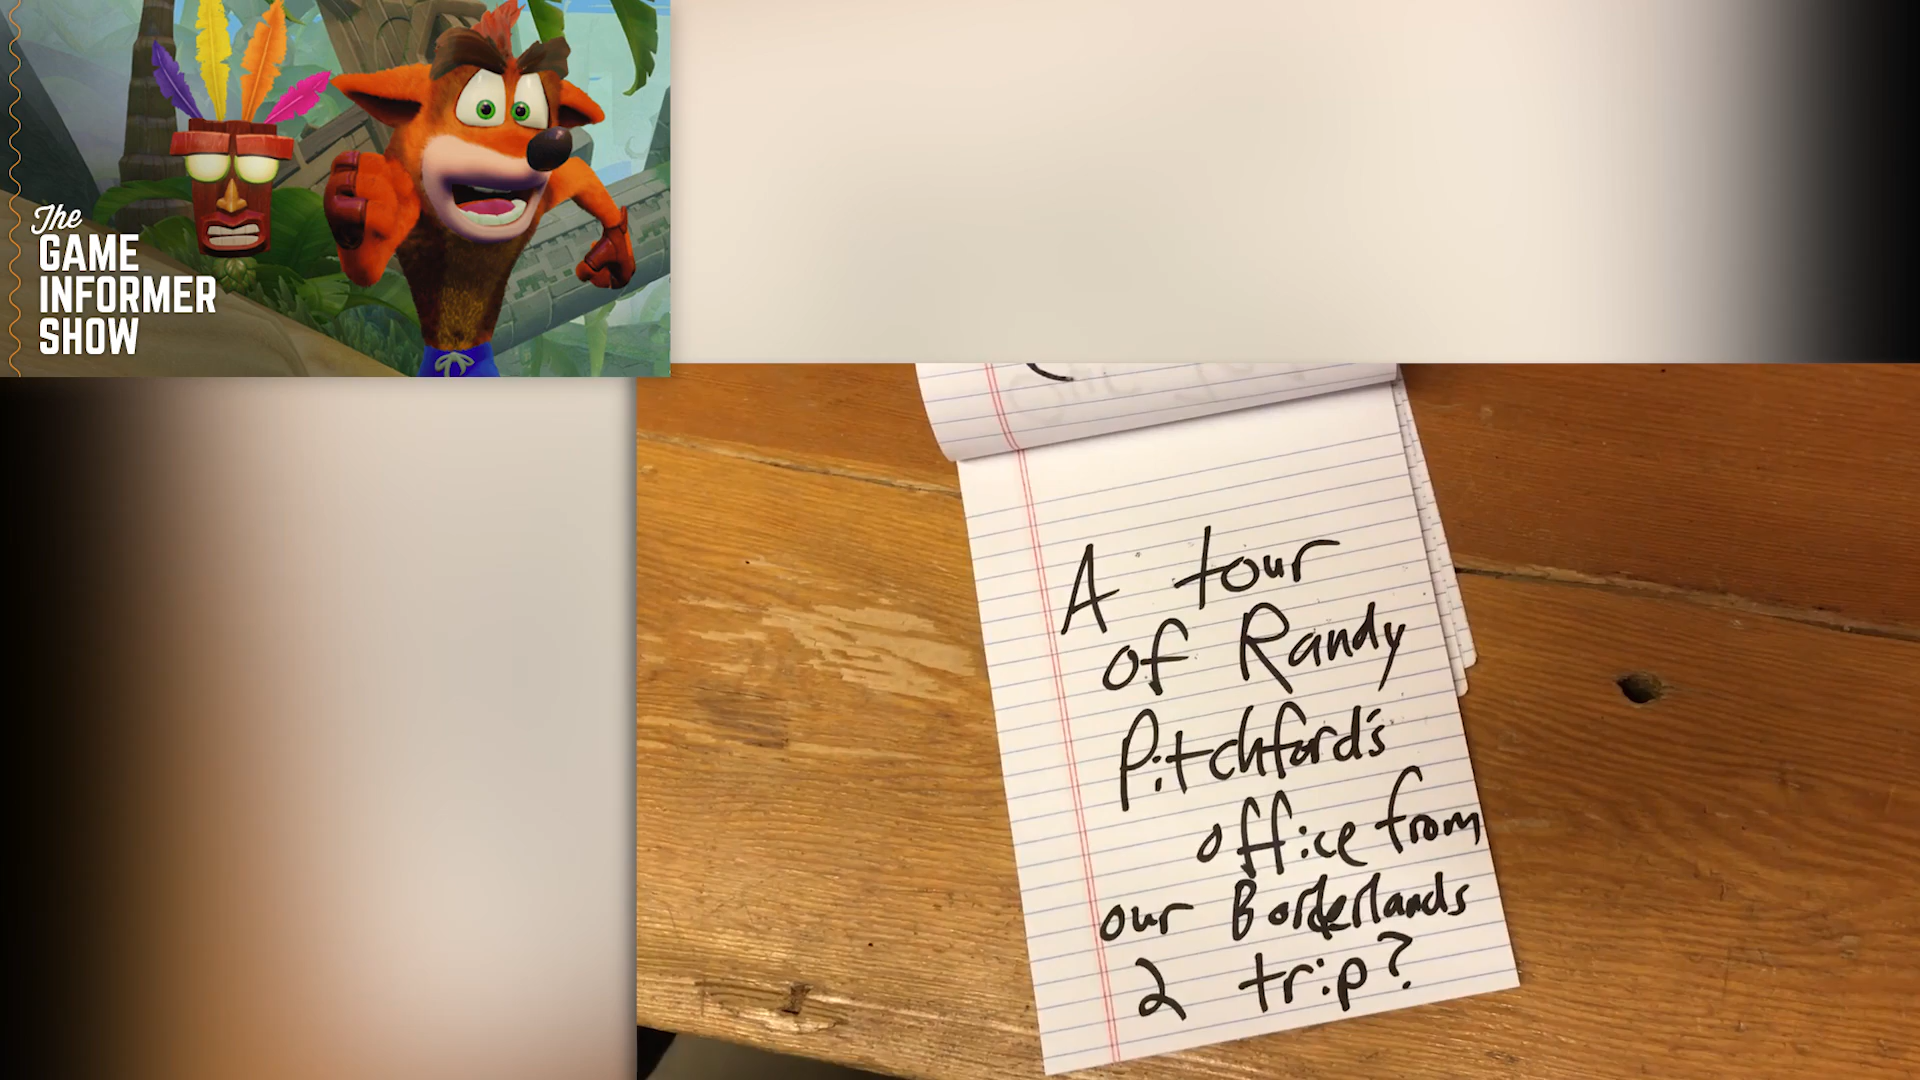 The
GAME
INFORMER
SHOW
A tour
of Randy
Pitchford's
office from
our Borderlands
2 trip?